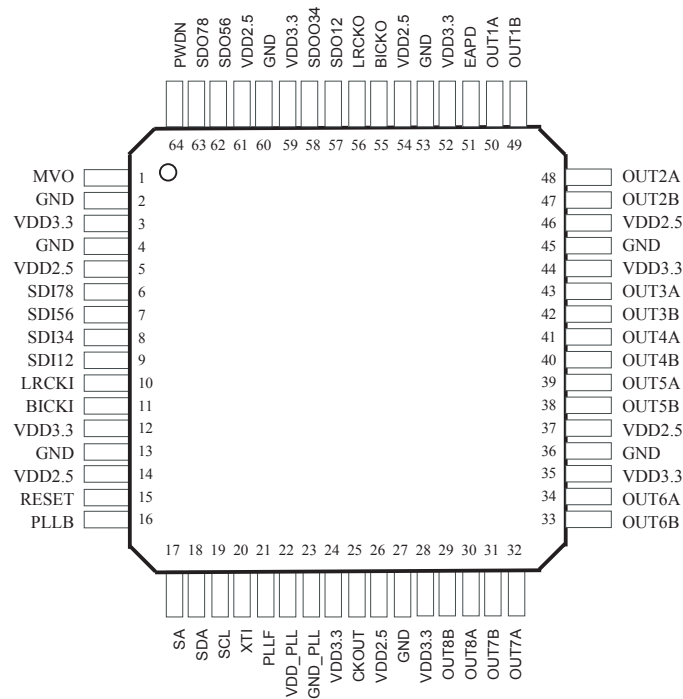 PWDN SDO78 SDO56 VDD2.5 GND VDD3.3 SDOO34 SDO12 LRCKO BICKO VDD2.5 GND VDD3.3 EAPD OUT1A OUT1B
64 63 62 61 60 59 58 57 56 55 54 53 52 51 50 49
MVO 1 48 OUT2A
GND 2 47 OUT2B
VDD3.3 3 46 VDD2.5
GND 4 45 GND
VDD2.5 5 44 VDD3.3
SDI78 6 43 OUT3A
SDI56 7 42 OUT3B
SDI34 8 41 OUT4A
SDI12 9 40 OUT4B
LRCKI 10 39 OUT5A
BICKI 11 38 OUT5B
VDD3.3 12 37 VDD2.5
GND 13 36 GND
VDD2.5 14 35 VDD3.3
RESET 15 34 OUT6A
PLLB 16 33 OUT6B
17 18 19 20 21 22 23 24 25 26 27 28 29 30 31 32
SA SDA SCL XTI PLLF VDD_PLL GND_PLL VDD3.3 CKOUT VDD2.5 GND VDD3.3 OUT8B OUT8A OUT7B OUT7A